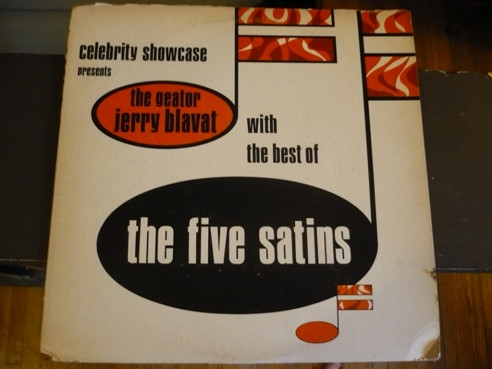 celebrity showcase
presents
the geator
jerry blavat
with
the best of
the five satins